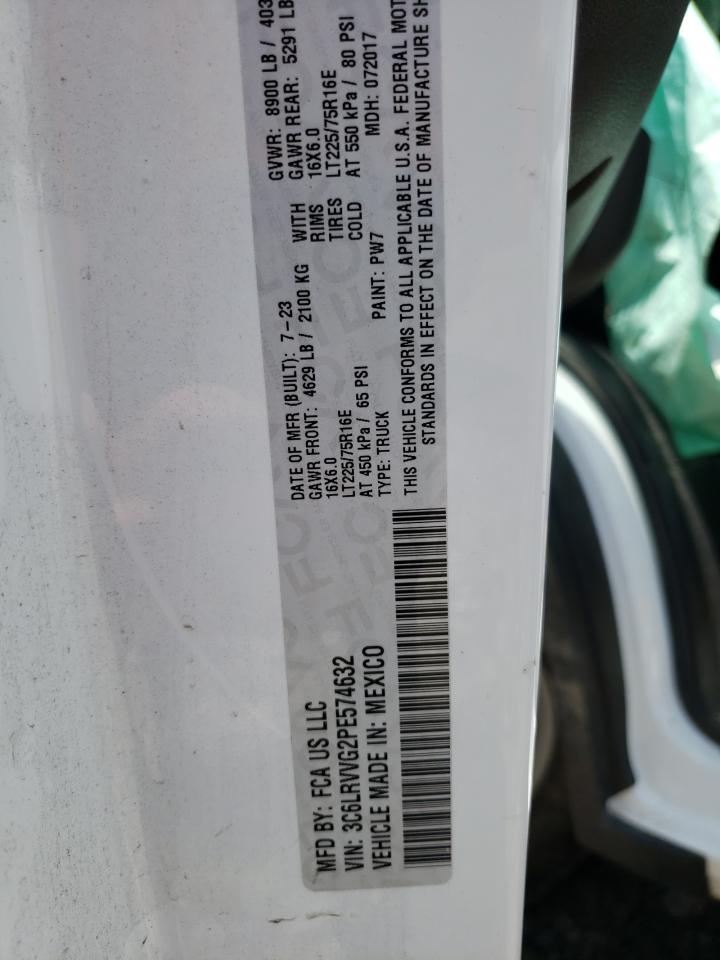 MFD BY: FCA US LLC
VIN: 3C6LRVVG2PE574632
VEHICLE MADE IN: MEXICO
DATE OF MFR (BUILT): 7-23 GVWR: 8900 LB / 403
GAWR FRONT: 4629 LB / 2100 KG WITH GAWR REAR: 5291 LB
16X6.0 RIMS 16X6.0
LT225/75R16E TIRES LT225/75R16E
AT 450 kPa / 65 PSI COLD AT 550 kPa / 80 PSI
TYPE: TRUCK PAINT: PW7 MDH: 072017
THIS VEHICLE CONFORMS TO ALL APPLICABLE U.S.A. FEDERAL MOT
STANDARDS IN EFFECT ON THE DATE OF MANUFACTURE SH